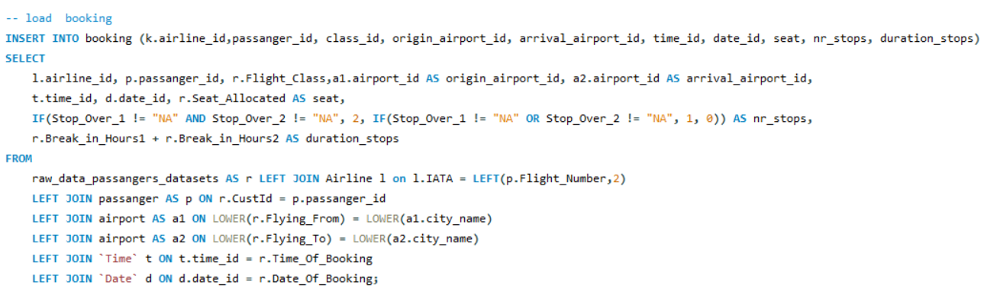 -- load  booking
INSERT INTO booking (k.airline_id,passanger_id, class_id, origin_airport_id, arrival_airport_id, time_id, date_id, seat, nr_stops, duration_stops)
SELECT
    l.airline_id, p.passanger_id, r.Flight_Class,a1.airport_id AS origin_airport_id, a2.airport_id AS arrival_airport_id,
    t.time_id, d.date_id, r.Seat_Allocated AS seat,
    IF(Stop_Over_1 != "NA" AND Stop_Over_2 != "NA", 2, IF(Stop_Over_1 != "NA" OR Stop_Over_2 != "NA", 1, 0)) AS nr_stops,
    r.Break_in_Hours1 + r.Break_in_Hours2 AS duration_stops
FROM
    raw_data_passangers_datasets AS r LEFT JOIN Airline l on l.IATA = LEFT(p.Flight_Number,2)
    LEFT JOIN passanger AS p ON r.CustId = p.passanger_id
    LEFT JOIN airport AS a1 ON LOWER(r.Flying_From) = LOWER(a1.city_name)
    LEFT JOIN airport AS a2 ON LOWER(r.Flying_To) = LOWER(a2.city_name)
    LEFT JOIN `Time` t ON t.time_id = r.Time_Of_Booking
    LEFT JOIN `Date` d ON d.date_id = r.Date_Of_Booking;